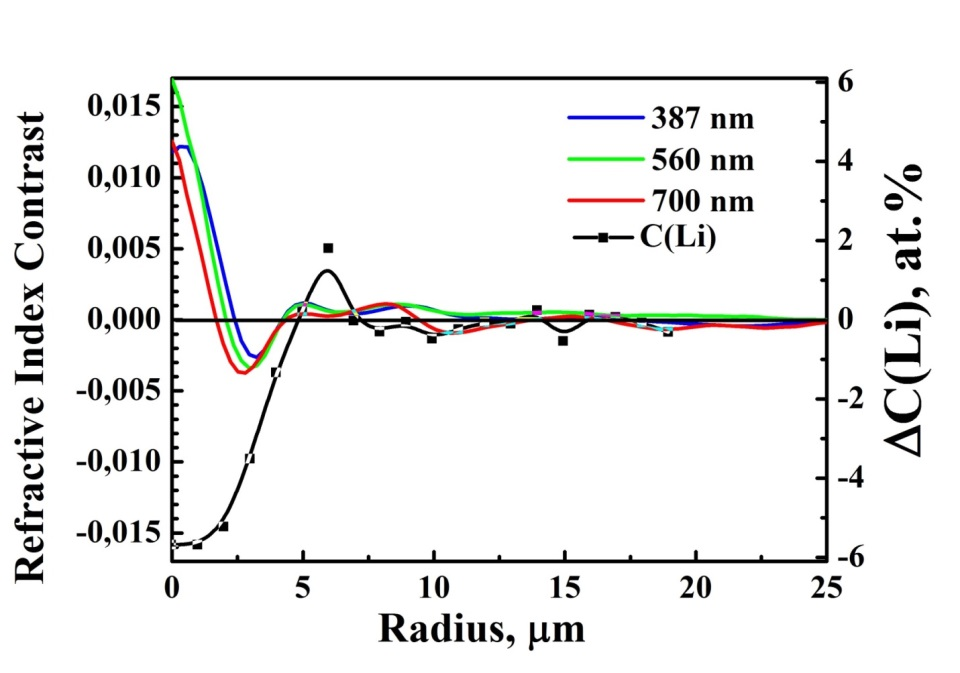 Refractive Index Contrast
0,015
0,010
0,005
0,000
-0,005
-0,010
-0,015
387 nm
560 nm
700 nm
C(Li)
6
4
2
0
-2
-4
-6
ΔC(Li), at.%
0 5 10 15 20 25
Radius, μm